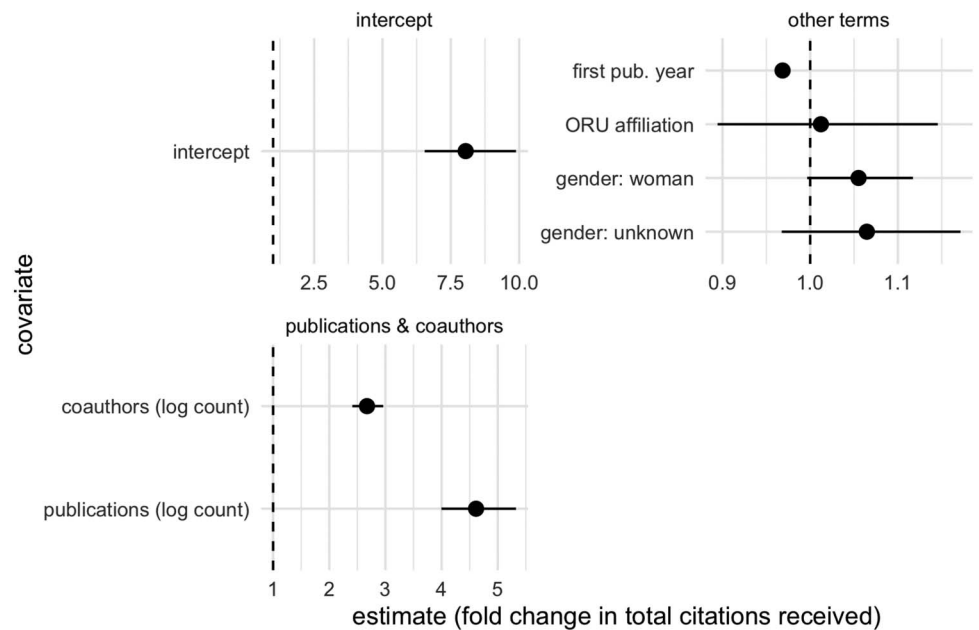 intercept
intercept
2.5 5.0 7.5 10.0
other terms
first pub. year
ORU affiliation
gender: woman
gender: unknown
0.9 1.0 1.1
covariate
publications & coauthors
coauthors (log count)
publications (log count)
1 2 3 4 5
estimate (fold change in total citations received)